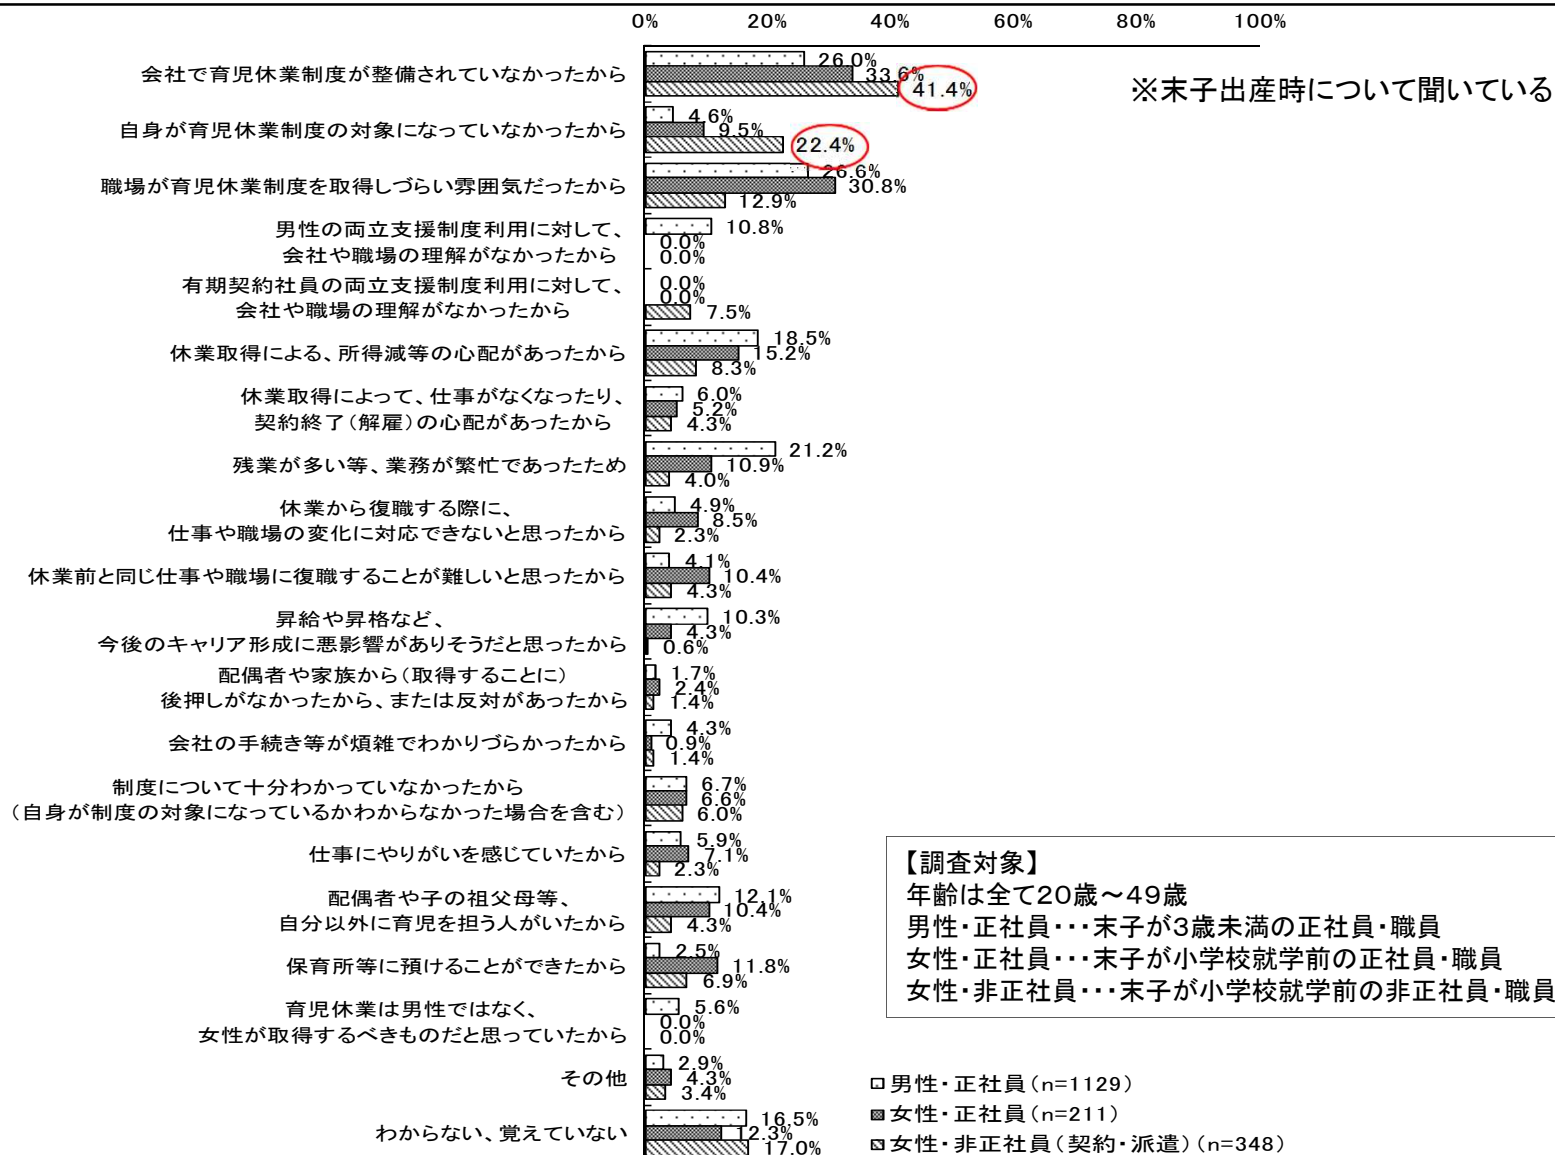 0% 20% 40% 60% 80% 100%
会社で育児休業制度が整備されていなかったから
26.0%
33.6%
41.4%
※末子出産時について聞いている
自身が育児休業制度の対象になっていなかったから
4.6%
9.5%
22.4%
職場が育児休業制度を取得しづらい雰囲気だったから
26.6%
30.8%
12.9%
男性の両立支援制度利用に対して、
会社や職場の理解がなかったから
10.8%
0.0%
0.0%
有期契約社員の両立支援制度利用に対して、
会社や職場の理解がなかったから
0.0%
0.0%
7.5%
休業取得による、所得減等の心配があったから
18.5%
15.2%
8.3%
休業取得によって、仕事がなくなったり、
契約終了(解雇)の心配があったから
6.0%
5.2%
4.3%
残業が多い等、業務が繁忙であったため
21.2%
10.9%
4.0%
休業から復職する際に、
仕事や職場の変化に対応できないと思ったから
4.9%
8.5%
2.3%
休業前と同じ仕事や職場に復職することが難しいと思ったから
4.1%
10.4%
4.3%
昇給や昇格など、
今後のキャリア形成に悪影響がありそうだと思ったから
10.3%
4.3%
0.6%
配偶者や家族から(取得することに)
後押しがなかったから、または反対があったから
1.7%
2.4%
1.4%
会社の手続き等が煩雑でわかりづらかったから
4.3%
0.9%
1.4%
制度について十分わかっていなかったから
(自身が制度の対象になっているかわからなかった場合を含む)
6.7%
6.6%
6.0%
仕事にやりがいを感じていたから
5.9%
7.1%
2.3%
配偶者や子の祖父母等、
自分以外に育児を担う人がいたから
12.1%
10.4%
4.3%
保育所等に預けることができたから
2.5%
11.8%
6.9%
育児休業は男性ではなく、
女性が取得するべきものだと思っていたから
5.6%
0.0%
0.0%
その他
2.9%
4.3%
3.4%
わからない、覚えていない
16.5%
12.3%
17.0%
【調査対象】
年齢は全て20歳～49歳
男性・正社員・・・末子が3歳未満の正社員・職員
女性・正社員・・・末子が小学校就学前の正社員・職員
女性・非正社員・・・末子が小学校就学前の非正社員・職員
男性・正社員(n=1129)
女性・正社員(n=211)
女性・非正社員(契約・派遣)(n=348)